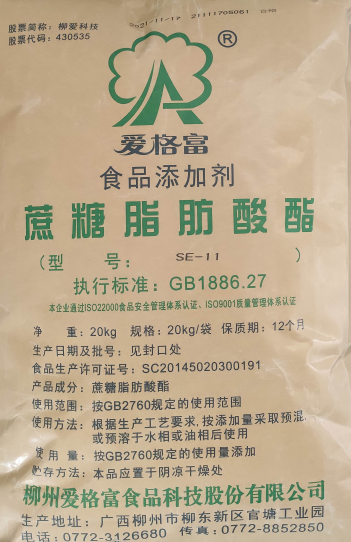 股票简称：柳爱科技
股票代码：430535
2021-11-17 21111706061 合格
®
爱格富
食品添加剂
蔗糖脂肪酸酯
（型 号： SE-11 ）
执行标准：GB1886.27
本企业通过ISO22000食品安全管理体系认证、ISO9001质量管理体系认证
净 重：20kg 规格：20kg/袋 保质期：12个月
生产日期及批号：见封口处
食品生产许可证号：SC20145020300191
产品成分：蔗糖脂肪酸酯
使用范围：按GB2760规定的使用范围
使用方法：根据生产工艺要求，按添加量采取预混
或预溶于水相或油相后使用
使 用 量：按GB2760规定的使用量添加
贮存方法：本品应置于阴凉干燥处
柳州爱格富食品科技股份有限公司
生产地址：广西柳州市柳东新区官塘工业园
电话：0772-3126680 传真：0772-8852850